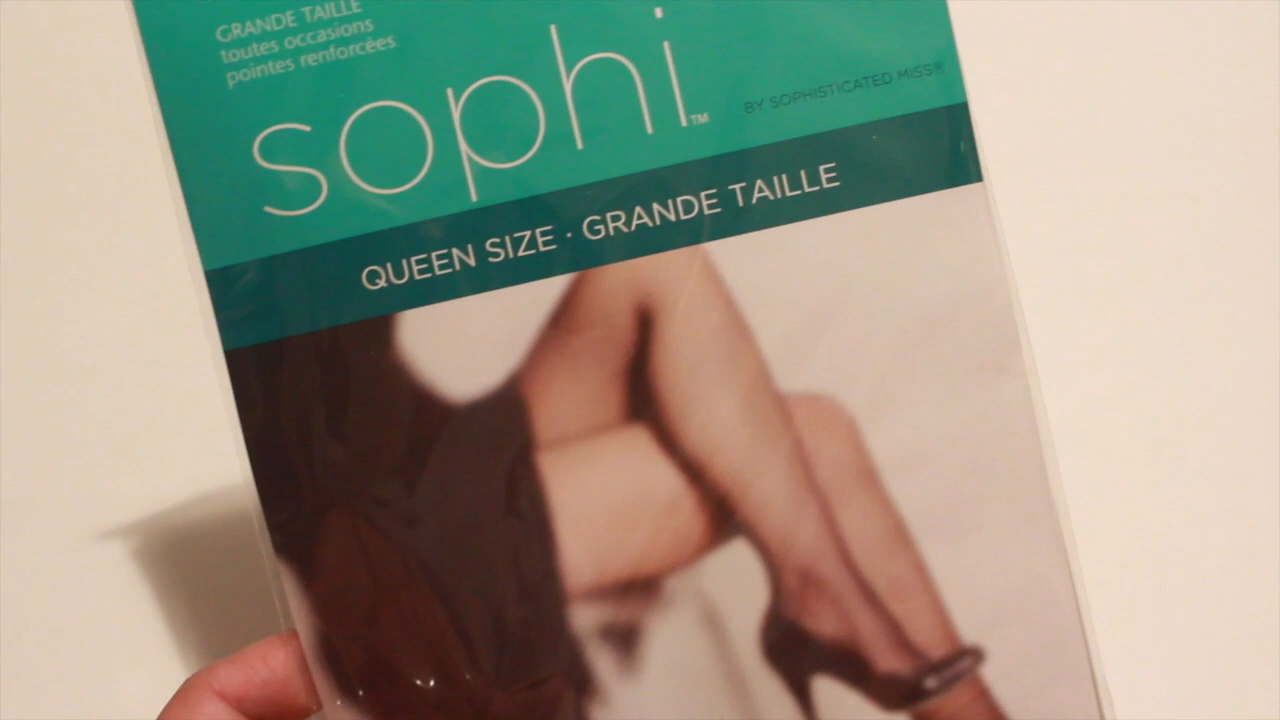 GRANDE TAILLE
toutes occasions
pointes renforcées
sophi™
BY SOPHISTICATED MISS®
QUEEN SIZE · GRANDE TAILLE